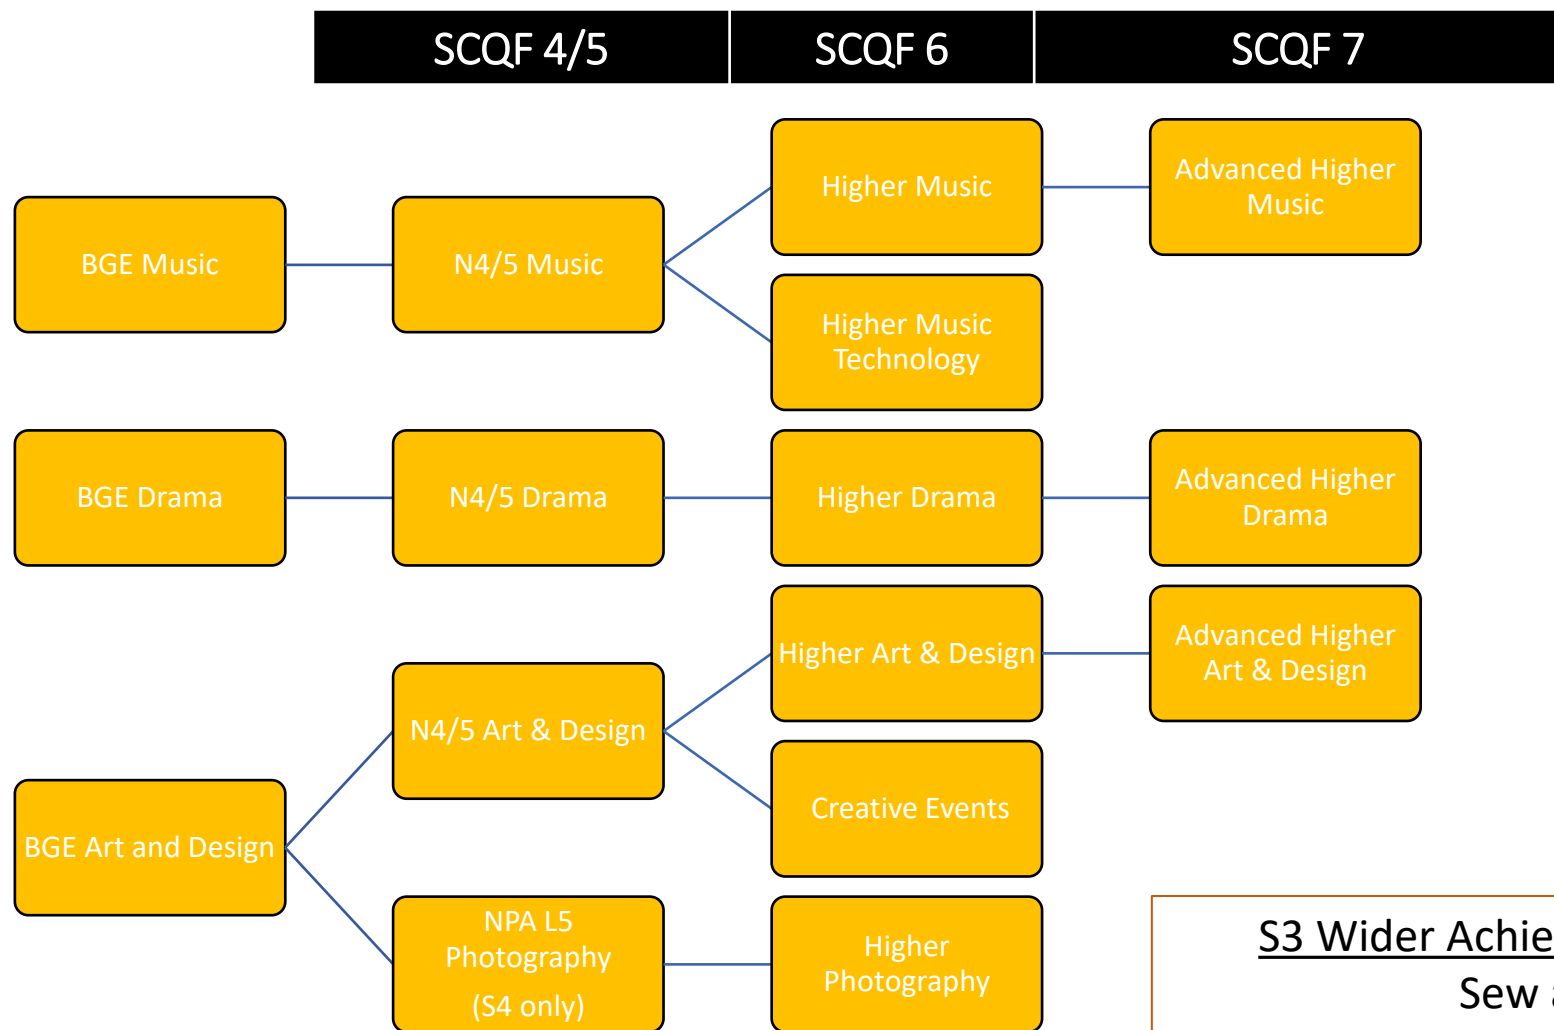 SCQF 4/5
SCQF 6
SCQF 7
BGE Music
N4/5 Music
Higher Music
Advanced Higher
Music
Higher Music
Technology
BGE Drama
N4/5 Drama
Higher Drama
Advanced Higher
Drama
BGE Art and Design
N4/5 Art & Design
Higher Art & Design
Advanced Higher
Art & Design
Creative Events
NPA L5
Photography
(S4 only)
Higher
Photography
S3 Wider
Sew